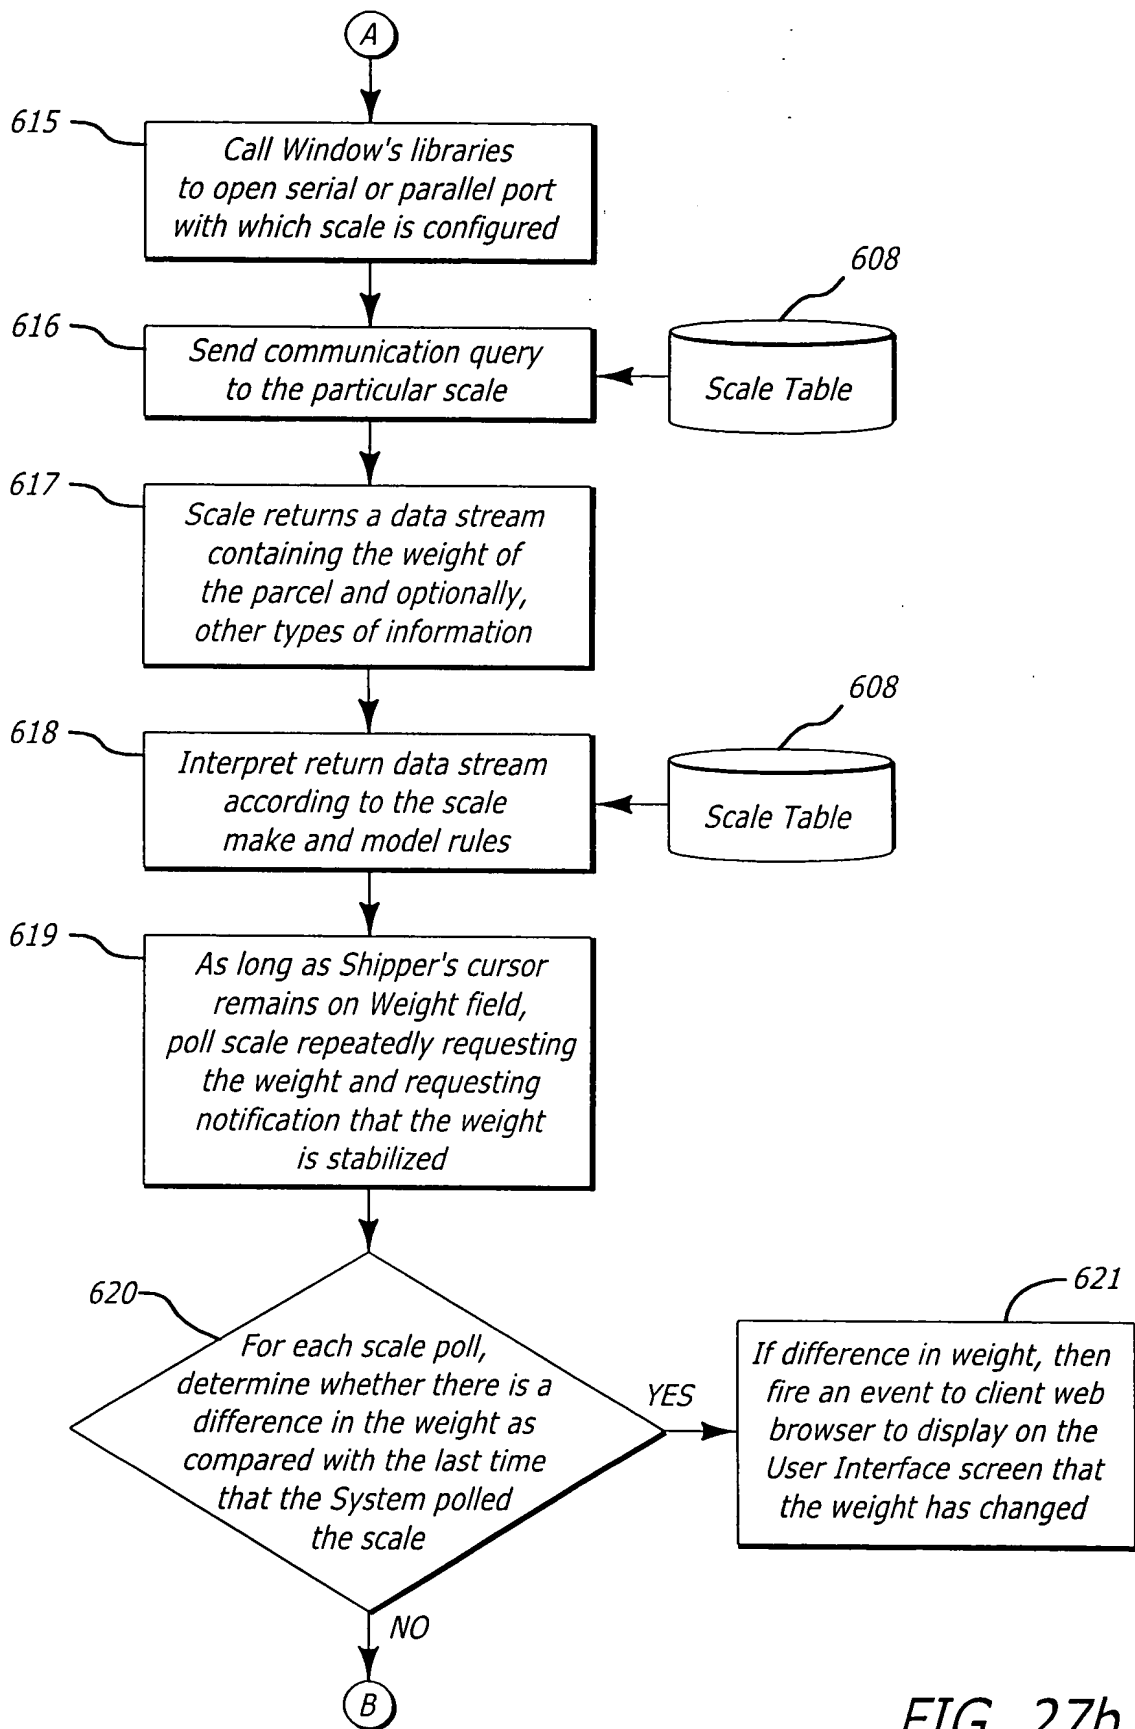 A
615
Call Window's libraries
to open serial or parallel port
with which scale is configured
608
616
Send communication query
to the particular scale
Scale Table
617
Scale returns a data stream
containing the weight of
the parcel and optionally,
other types of information
608
618
Interpret return data stream
according to the scale
make and model rules
Scale Table
619
As long as Shipper's cursor
remains on Weight field,
poll scale repeatedly requesting
the weight and requesting
notification that the weight
is stabilized
620
For each scale poll,
determine whether there is a
difference in the weight as
compared with the last time
that the System polled
the scale
YES
621
If difference in weight, then
fire an event to client web
browser to display on the
User Interface screen that
the weight has changed
NO
B
FIG. 27b